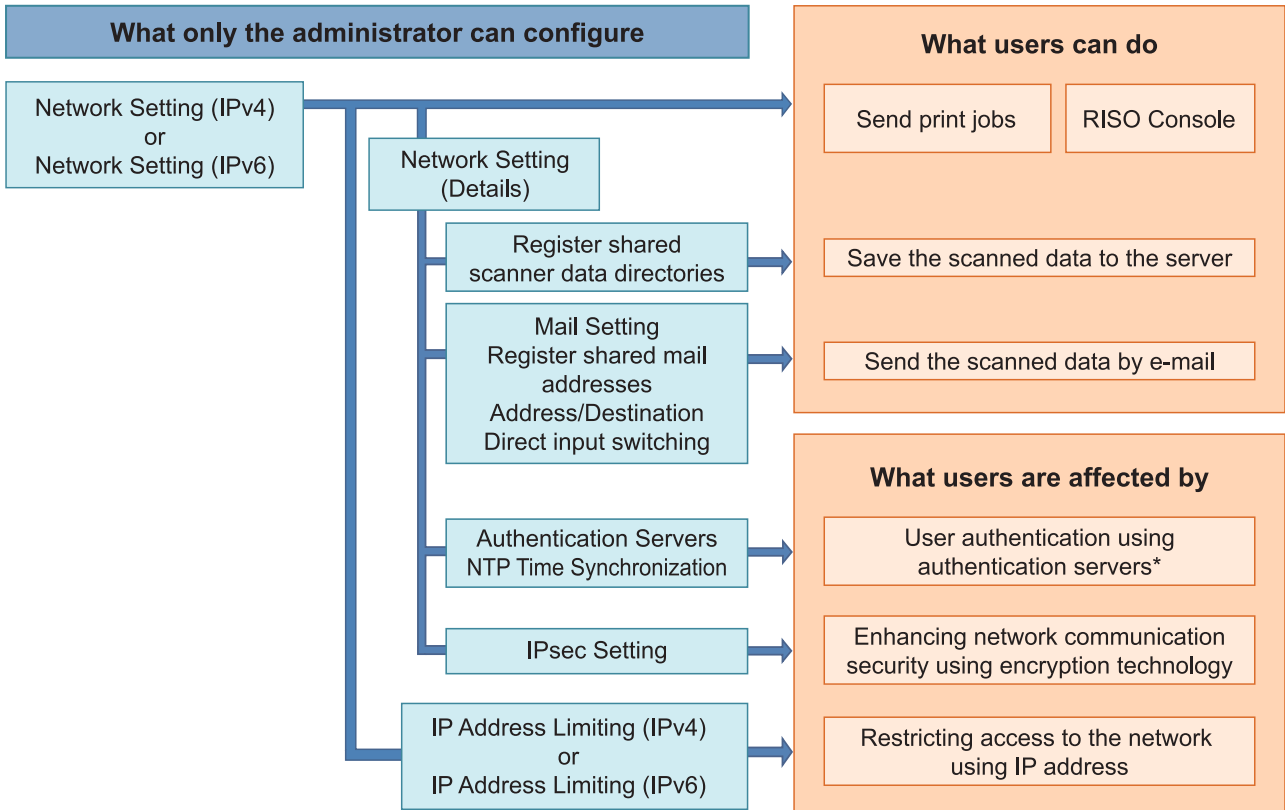 What only the administrator can configure
Network Setting (IPv4)
or
Network Setting (IPv6)
Network Setting
(Details)
Register shared
scanner data directories
Mail Setting
Register shared mail
addresses
Address/Destination
Direct input switching
Authentication Servers
NTP Time Synchronization
IPsec Setting
IP Address Limiting (IPv4)
or
IP Address Limiting (IPv6)
What users can do
Send print jobs
RISO Console
Save the scanned data to the server
Send the scanned data by e-mail
What users are affected by
User authentication using
authentication servers*
Enhancing network communication
security using encryption technology
Restricting access to the network
using IP address